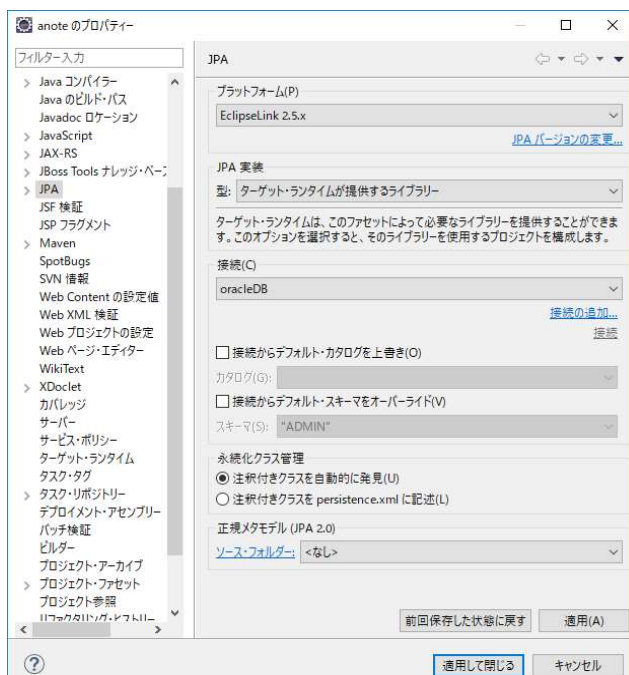 anote のプロパティー
フィルター入力
Java コンパイラー
Java のビルド・パス
Javadoc ロケーション
JavaScript
JAX-RS
JBoss Tools ナレッジ・ベー
JPA
JSF 検証
JSP フラグメント
Maven
SpotBugs
SVN 情報
Web Content の設定値
Web XML 検証
Web プロジェクトの設定
Web ページ・エディター
WikiText
XDoclet
カバレッジ
サーバー
サービス・ポリシー
ターゲット・ランタイム
タスク・タグ
タスク・リポジトリー
デプロイメント・アセンブリー
バッチ検証
ビルダー
プロジェクト・アーカイブ
プロジェクト・ファセット
プロジェクト参照
リファクタリング・ヒストリー
JPA
プラットフォーム(P)
EclipseLink 2.5.x
JPA バージョンの変更...
JPA 実装
型: ターゲット・ランタイムが提供するライブラリー
ターゲット・ランタイムは、このファセットによって必要なライブラリーを提供することができま
す。このオプションを選択すると、そのライブラリーを使用するプロジェクトを構成します。
接続(C)
oracleDB
接続の追加...
接続
接続からデフォルト・カタログを上書き(O)
カタログ(G):
接続からデフォルト・スキーマをオーバーライド(V)
スキーマ(S): "ADMIN"
永続化クラス管理
注釈付きクラスを自動的に発見(U)
注釈付きクラスを persistence.xml に記述(L)
正規メタモデル (JPA 2.0)
ソース・フォルダー: <なし>
前回保存した状態に戻す 適用(A)
適用して閉じる キャンセル